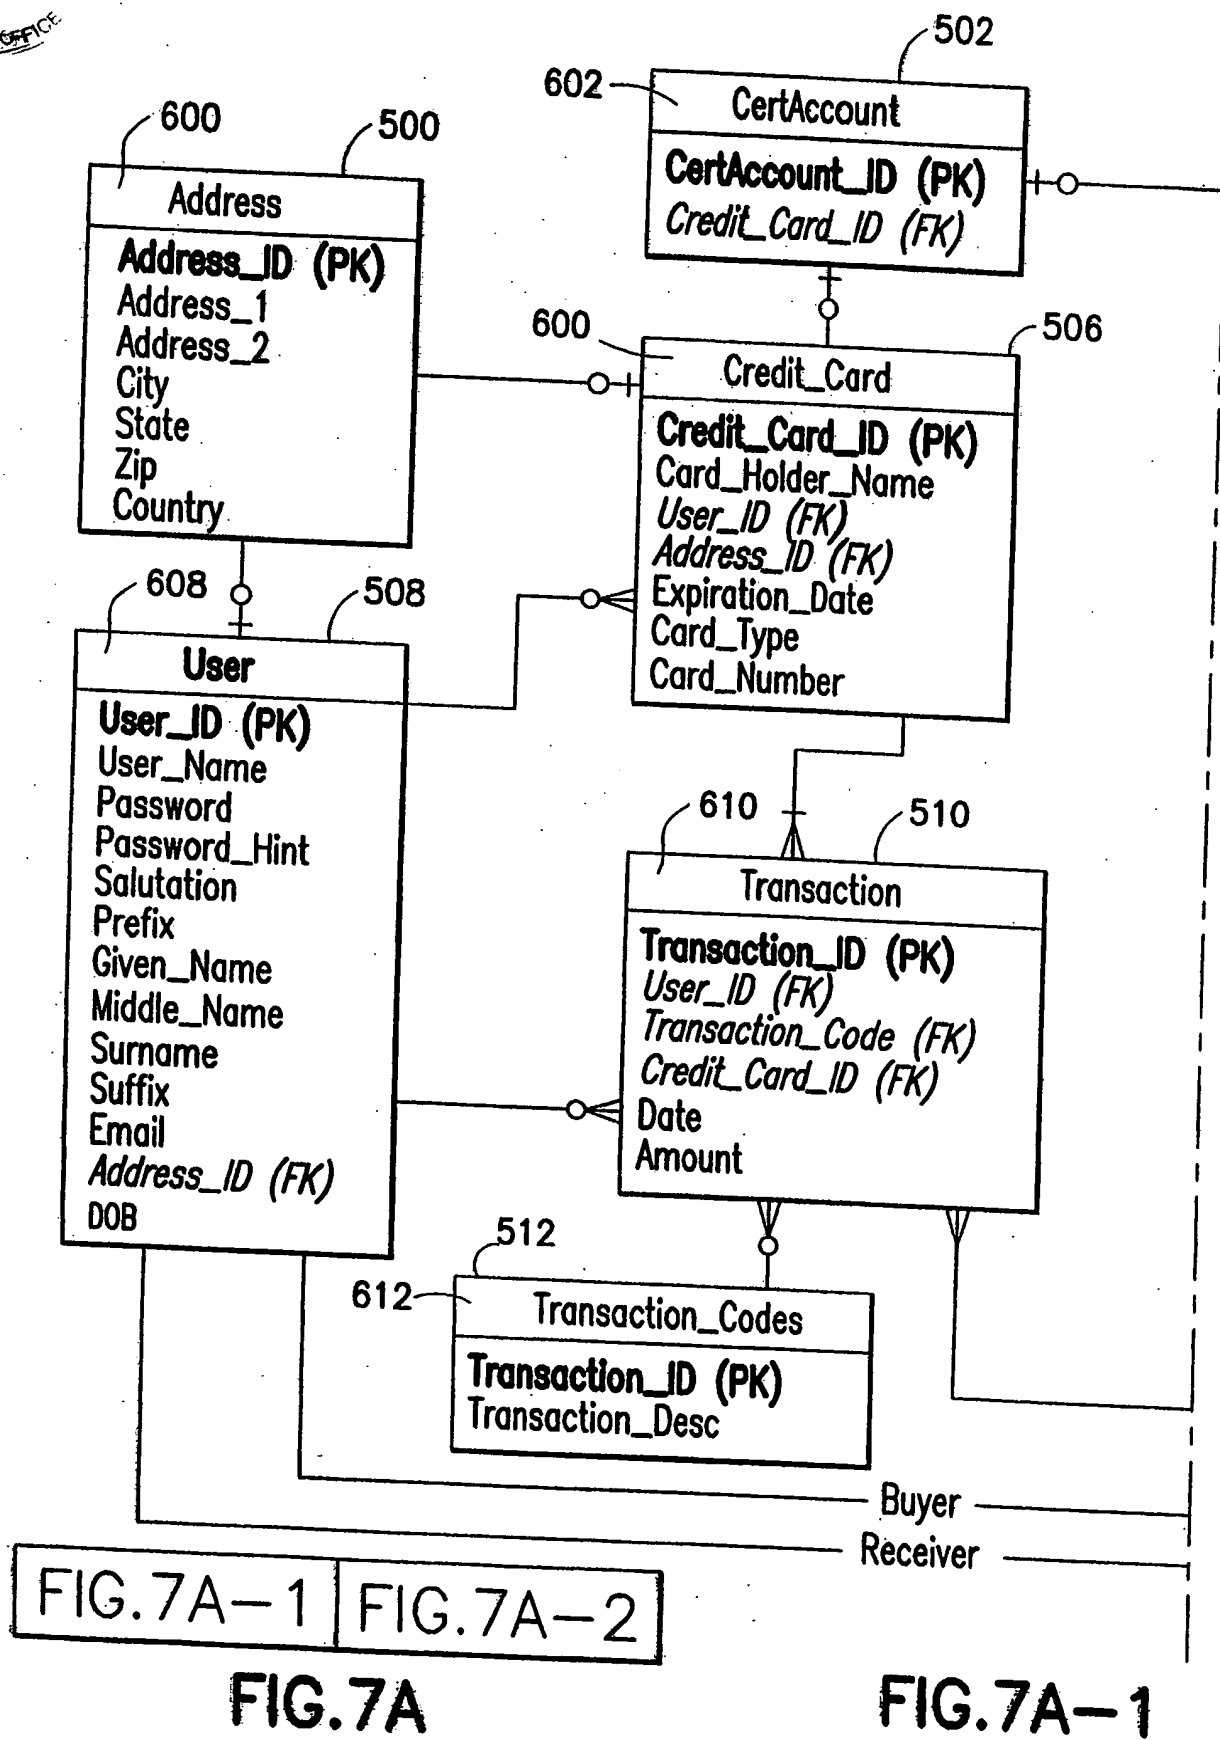 OFFICE
502
602
CertAccount
CertAccount_ID (PK)
Credit_Card_ID (FK)
600
500
Address
Address_ID (PK)
Address_1
Address_2
City
State
Zip
Country
600
506
Credit_Card
Credit_Card_ID (PK)
Card_Holder_Name
User_ID (FK)
Address_ID (FK)
Expiration_Date
Card_Type
Card_Number
608
508
User
User_ID (PK)
User_Name
Password
Password_Hint
Salutation
Prefix
Given_Name
Middle_Name
Surname
Suffix
Email
Address_ID (FK)
DOB
610
510
Transaction
Transaction_ID (PK)
User_ID (FK)
Transaction_Code (FK)
Credit_Card_ID (FK)
Date
Amount
512
612
Transaction_Codes
Transaction_ID (PK)
Transaction_Desc
Buyer
Receiver
FIG.7A-1
FIG.7A-2
FIG.7A
FIG.7A-1